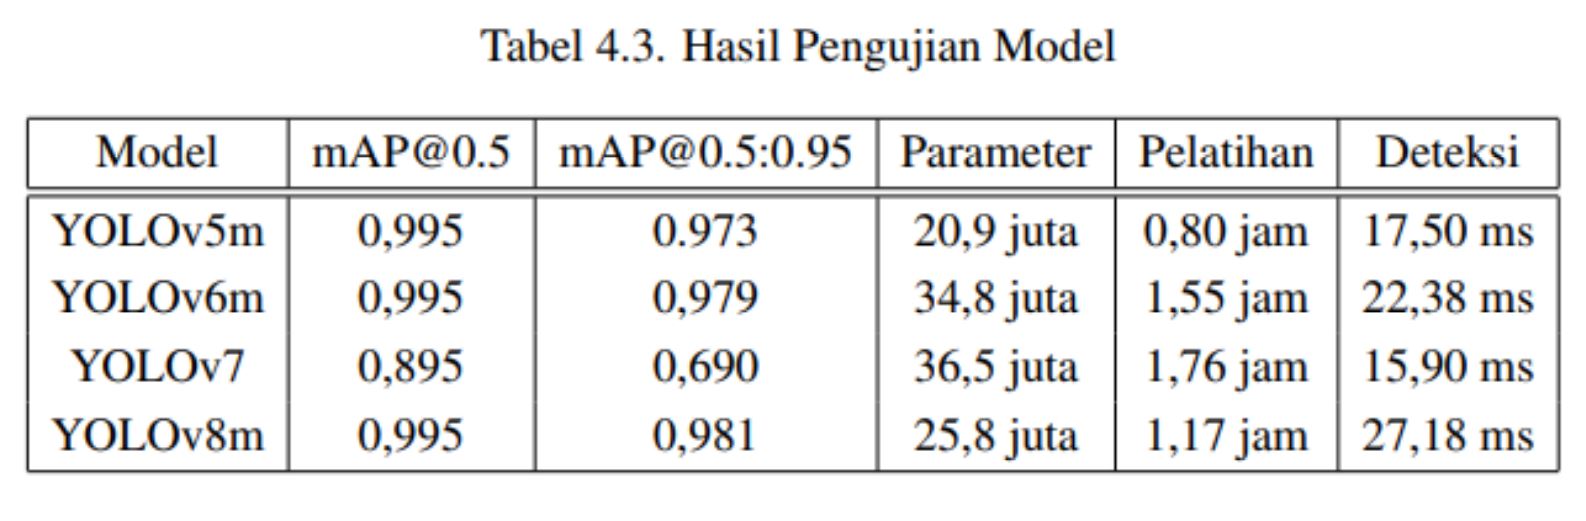 Tabel 4.3. Hasil Pengujian Model
Model mAP@0.5 mAP@0.5:0.95 Parameter Pelatihan Deteksi
YOLOv5m 0,995 0.973 20,9 juta 0,80 jam 17,50 ms
YOLOv6m 0,995 0,979 34,8 juta 1,55 jam 22,38 ms
YOLOv7 0,895 0,690 36,5 juta 1,76 jam 15,90 ms
YOLOv8m 0,995 0,981 25,8 juta 1,17 jam 27,18 ms